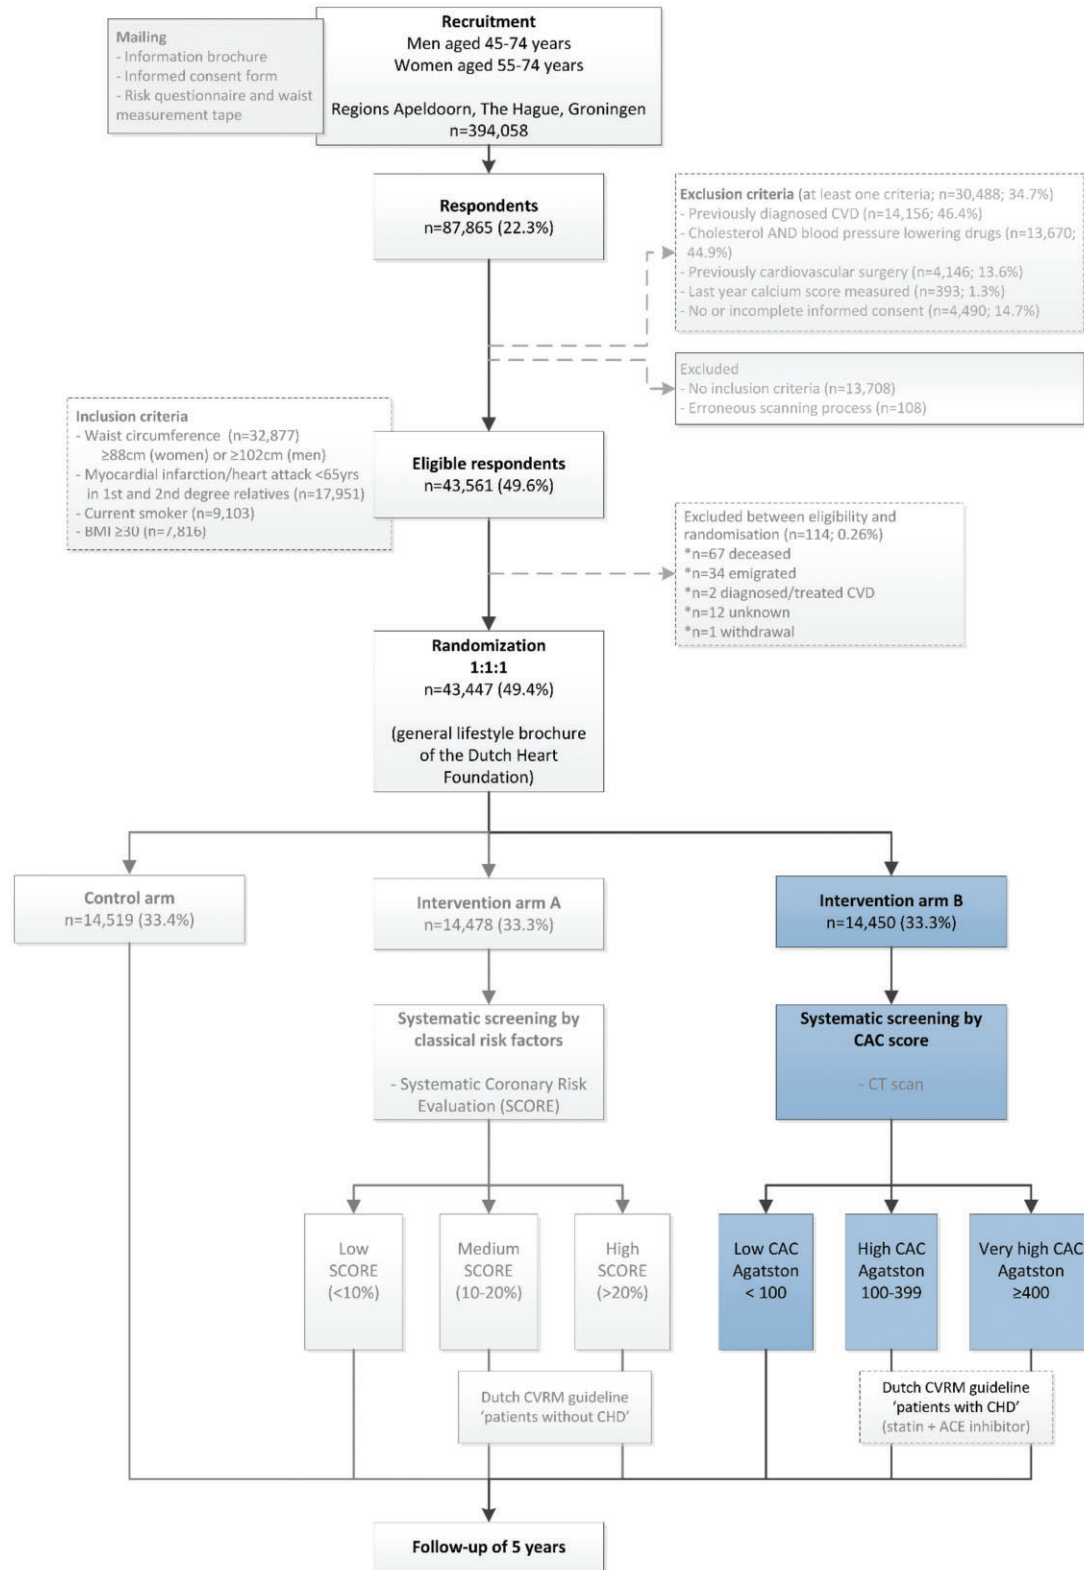 Mailing
- Information brochure
- Informed consent form
- Risk questionnaire and waist
measurement tape
Recruitment
Men aged 45-74 years
Women aged 55-74 years
Regions Apeldoorn, The Hague, Groningen
n=394,058
Respondents
n=87,865 (22.3%)
Exclusion criteria (at least one criteria; n=30,488; 34.7%)
- Previously diagnosed CVD (n=14,156; 46.4%)
- Cholesterol AND blood pressure lowering drugs (n=13,670;
44.9%)
- Previously cardiovascular surgery (n=4,146; 13.6%)
- Last year calcium score measured (n=393; 1.3%)
- No or incomplete informed consent (n=4,490; 14.7%)
Excluded
- No inclusion criteria (n=13,708)
- Erroneous scanning process (n=108)
Inclusion criteria
- Waist circumference (n=32,877)
≥88cm (women) or ≥102cm (men)
- Myocardial infarction/heart attack <65yrs
in 1st and 2nd degree relatives (n=17,951)
- Current smoker (n=9,103)
- BMI ≥30 (n=7,816)
Eligible respondents
n=43,561 (49.6%)
Excluded between eligibility and
randomisation (n=114; 0.26%)
*n=67 deceased
*n=34 emigrated
*n=2 diagnosed/treated CVD
*n=12 unknown
*n=1 withdrawal
Randomization
1:1:1
n=43,447 (49.4%)
(general lifestyle brochure
of the Dutch Heart
Foundation)
Control arm
n=14,519 (33.4%)
Intervention arm A
n=14,478 (33.3%)
Intervention arm B
n=14,450 (33.3%)
Systematic screening by
classical risk factors
- Systematic Coronary Risk
Evaluation (SCORE)
Systematic screening by
CAC score
- CT scan
Low
SCORE
(<10%)
Medium
SCORE
(10-20%)
High
SCORE
(>20%)
Low CAC
Agatston
< 100
High CAC
Agatston
100-399
Very high CAC
Agatston
≥400
Dutch CVRM guideline
'patients without CHD'
Dutch CVRM guideline
'patients with CHD'
(statin + ACE inhibitor)
Follow-up of 5 years